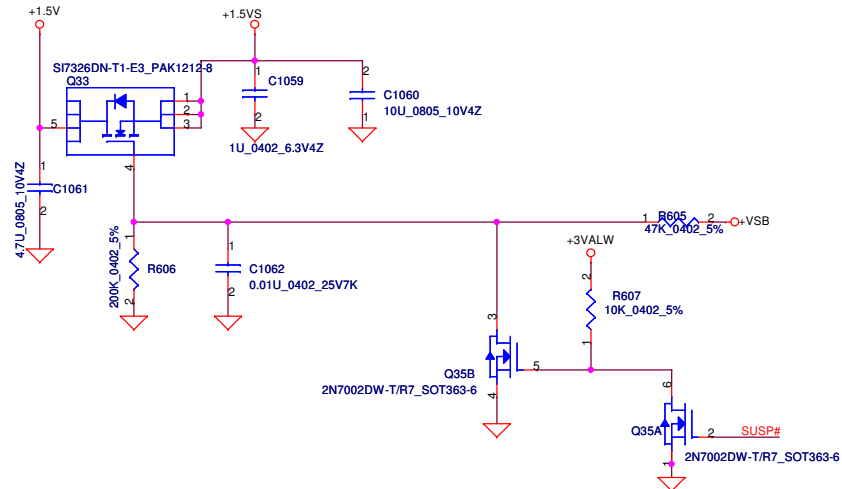 +1.5V
+1.5VS
SI7326DN-T1-E3_PAK1212-8
Q33
1
2
3
5
4
1
C1059
2
1U_0402_6.3V4Z
2
C1060
10U_0805_10V4Z
1
1
C1061
2
4.7U_0805_10V4Z
1
R605
2
+VSB
47K_0402_5%
1
R606
200K_0402_5%
2
1
C1062
0.01U_0402_25V7K
2
+3VALW
2
R607
10K_0402_5%
1
3
Q35B
5
2N7002DW-T/R7_SOT363-6
4
6
Q35A
2
SUSP#
2N7002DW-T/R7_SOT363-6
1